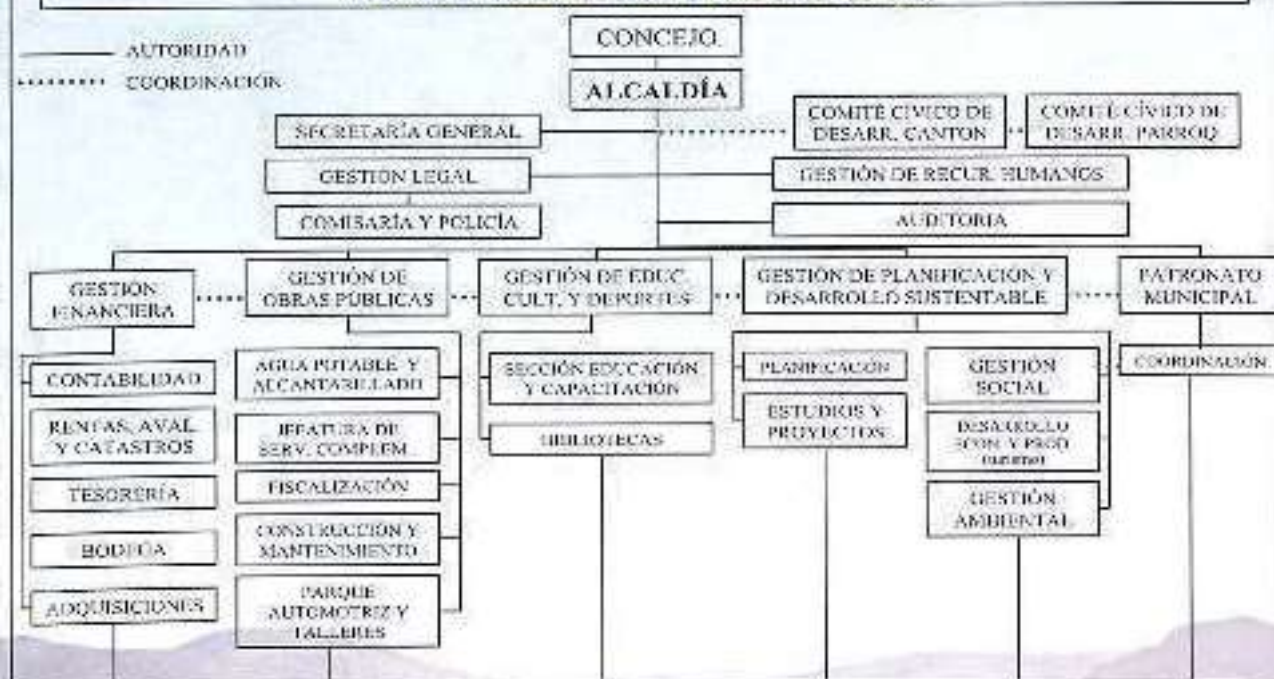 AUTORIDAD
COORDINACIÓN
CONCEJO
ALCALDÍA
SECRETARÍA GENERAL
COMITÉ CÍVICO DE
DESARR. CANTON
COMITÉ CÍVICO DE
DESARR. PARROQ.
GESTION LEGAL
GESTIÓN DE RECUR. HUMANOS
COMISARÍA Y POLICÍA
AUDITORIA
GESTIÓN
FINANCIERA
GESTIÓN DE
OBRAS PÚBLICAS
GESTIÓN DE EDUC.
CULT. Y DEPORTES
GESTIÓN DE PLANIFICACION Y
DESARROLLO SUSTENTABLE
PATRONATO
MUNICIPAL
CONTABILIDAD
RENTAS, AVAL.
Y CATASTROS
TESORERÍA
BODEGA
ADQUISICIONES
AGUA POTABLE Y
ALCANTARILLADO
JEFATURA DE
SERV. COMPLEM.
FISCALIZACIÓN
CONSTRUCCIÓN Y
MANTENIMIENTO
PARQUE
AUTOMOTRIZ Y
TALLERES
SECCIÓN EDUCACIÓN
Y CAPACITACIÓN
BIBLIOTECAS
PLANIFICACIÓN
ESTUDIOS Y
PROYECTOS
GESTIÓN
SOCIAL
DESARROLLO
ECON. Y PROD.
(turismo)
GESTIÓN
AMBIENTAL
COORDINACIÓN